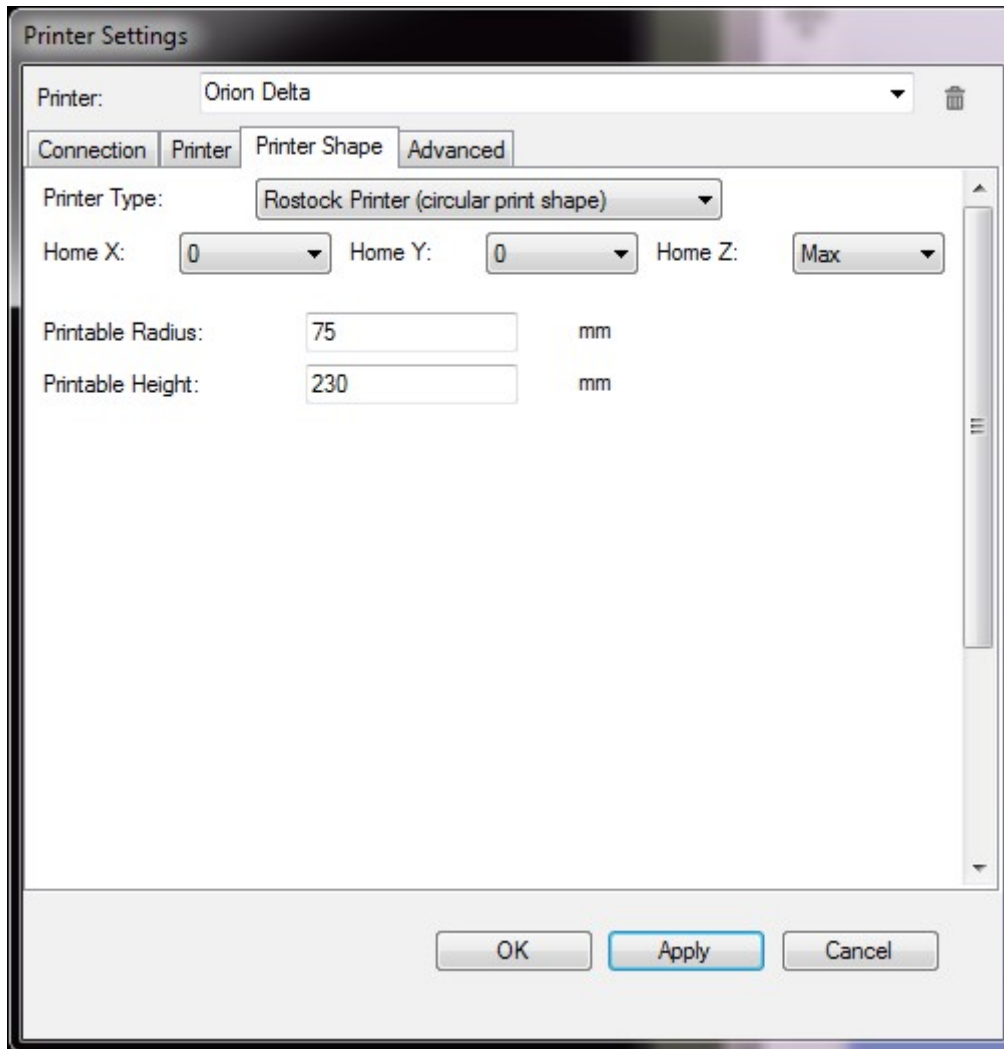 Printer Settings
Printer: Orion Delta
Connection Printer Printer Shape Advanced
Printer Type: Rostock Printer (circular print shape)
Home X: 0 Home Y: 0 Home Z: Max
Printable Radius: 75 mm
Printable Height: 230 mm
OK Apply Cancel